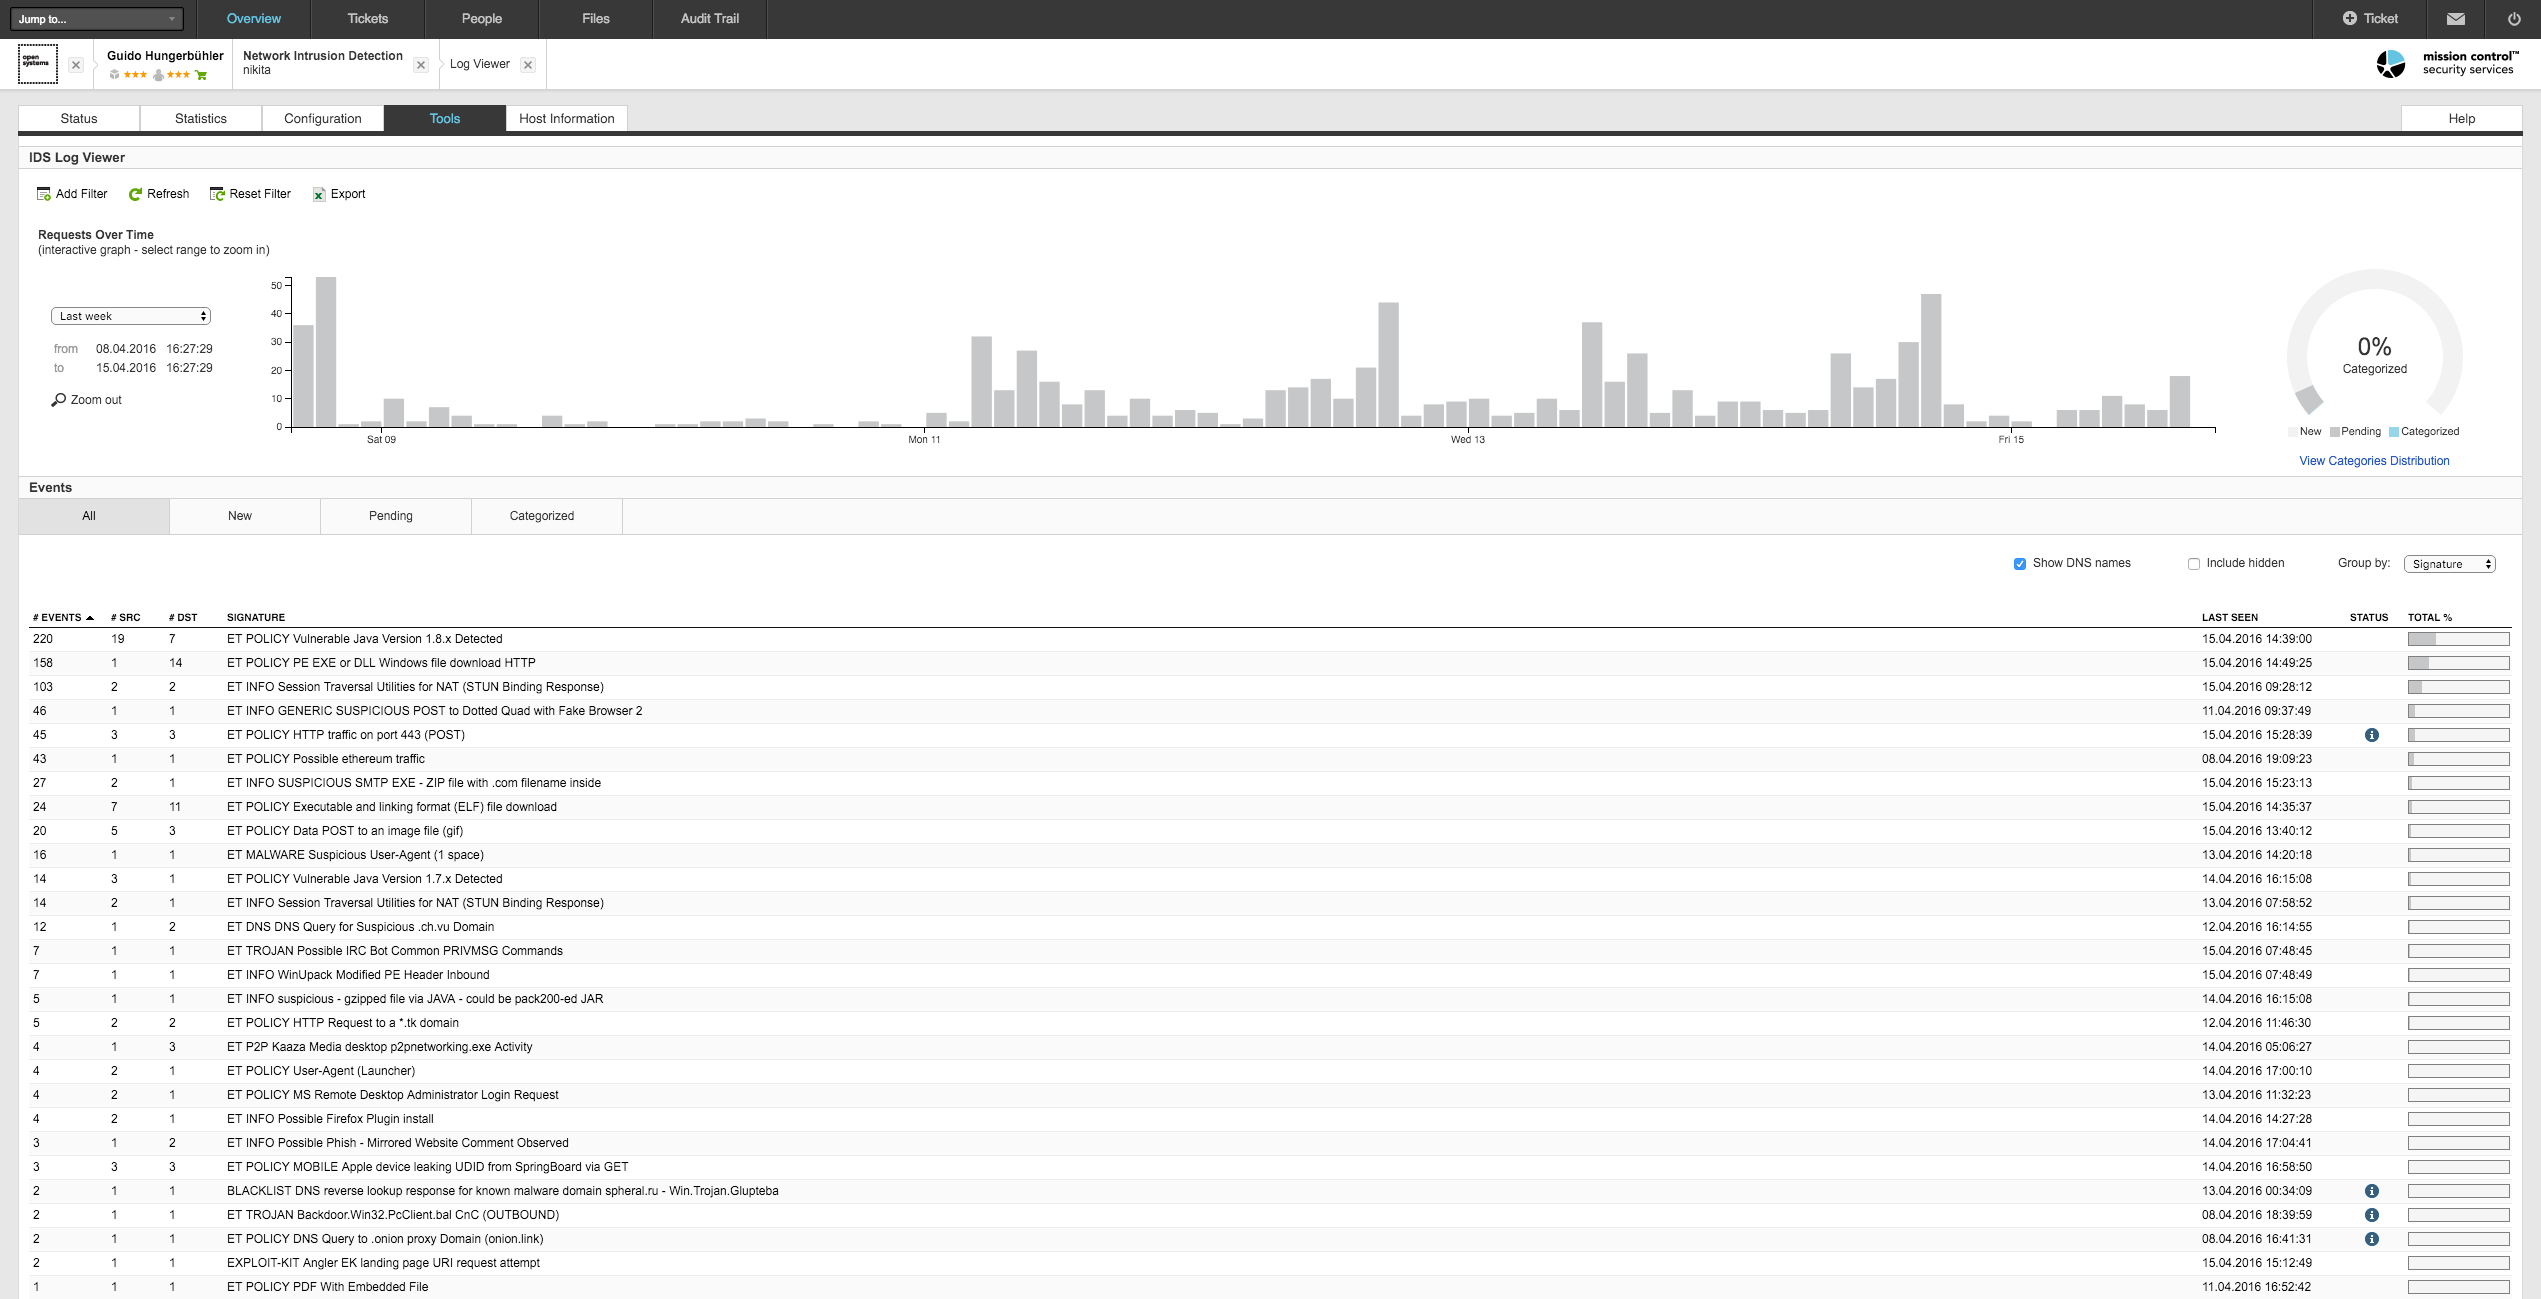 Jump to... Overview Tickets People Files Audit Trail Ticket
open systems
Guido Hungerbühler
Network Intrusion Detection
nikita
Log Viewer
mission control™
security services
Status Statistics Configuration Tools Host Information Help
IDS Log Viewer
Add Filter Refresh Reset Filter Export
Requests Over Time
(interactive graph - select range to zoom in)
Last week
from 08.04.2016 16:27:29
to 15.04.2016 16:27:29
Zoom out
50
40
30
20
10
0
Sat 09 Mon 11 Wed 13 Fri 15
0%
Categorized
New Pending Categorized
View Categories Distribution
Events
All New Pending Categorized
Show DNS names Include hidden Group by: Signature
# EVENTS # SRC # DST SIGNATURE LAST SEEN STATUS TOTAL %
220 19 7 ET POLICY Vulnerable Java Version 1.8.x Detected 15.04.2016 14:39:00
158 1 14 ET POLICY PE EXE or DLL Windows file download HTTP 15.04.2016 14:49:25
103 2 2 ET INFO Session Traversal Utilities for NAT (STUN Binding Response) 15.04.2016 09:28:12
46 1 1 ET INFO GENERIC SUSPICIOUS POST to Dotted Quad with Fake Browser 2 11.04.2016 09:37:49
45 3 3 ET POLICY HTTP traffic on port 443 (POST) 15.04.2016 15:28:39
43 1 1 ET POLICY Possible ethereum traffic 08.04.2016 19:09:23
27 2 1 ET INFO SUSPICIOUS SMTP EXE - ZIP file with .com filename inside 15.04.2016 15:23:13
24 7 11 ET POLICY Executable and linking format (ELF) file download 15.04.2016 14:35:37
20 5 3 ET POLICY Data POST to an image file (gif) 15.04.2016 13:40:12
16 1 1 ET MALWARE Suspicious User-Agent (1 space) 13.04.2016 14:20:18
14 3 1 ET POLICY Vulnerable Java Version 1.7.x Detected 14.04.2016 16:15:08
14 2 1 ET INFO Session Traversal Utilities for NAT (STUN Binding Response) 13.04.2016 07:58:52
12 1 2 ET DNS DNS Query for Suspicious .ch.vu Domain 12.04.2016 16:14:55
7 1 1 ET TROJAN Possible IRC Bot Common PRIVMSG Commands 15.04.2016 07:48:45
7 1 1 ET INFO WinUpack Modified PE Header Inbound 15.04.2016 07:48:49
5 1 1 ET INFO suspicious - gzipped file via JAVA - could be pack200-ed JAR 14.04.2016 16:15:08
5 2 2 ET POLICY HTTP Request to a *.tk domain 12.04.2016 11:46:30
4 1 3 ET P2P Kaaza Media desktop p2pnetworking.exe Activity 14.04.2016 05:06:27
4 2 1 ET POLICY User-Agent (Launcher) 14.04.2016 17:00:10
4 2 1 ET POLICY MS Remote Desktop Administrator Login Request 13.04.2016 11:32:23
4 2 1 ET INFO Possible Firefox Plugin install 14.04.2016 14:27:28
3 1 2 ET INFO Possible Phish - Mirrored Website Comment Observed 14.04.2016 17:04:41
3 3 3 ET POLICY MOBILE Apple device leaking UDID from SpringBoard via GET 14.04.2016 16:58:50
2 1 1 BLACKLIST DNS reverse lookup response for known malware domain spheral.ru - Win.Trojan.Glupteba 13.04.2016 00:34:09
2 1 1 ET TROJAN Backdoor.Win32.PcClient.bal CnC (OUTBOUND) 08.04.2016 18:39:59
2 1 1 ET POLICY DNS Query to .onion proxy Domain (onion.link) 08.04.2016 16:41:31
2 1 1 EXPLOIT-KIT Angler EK landing page URI request attempt 15.04.2016 15:12:49
1 1 1 ET POLICY PDF With Embedded File 11.04.2016 16:52:42